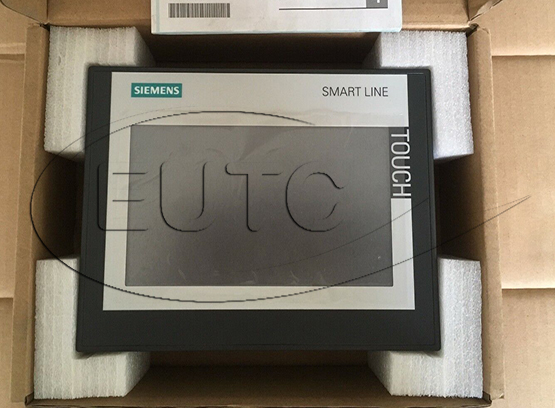 SIEMENS
SMART LINE
TOUCH
EUTC